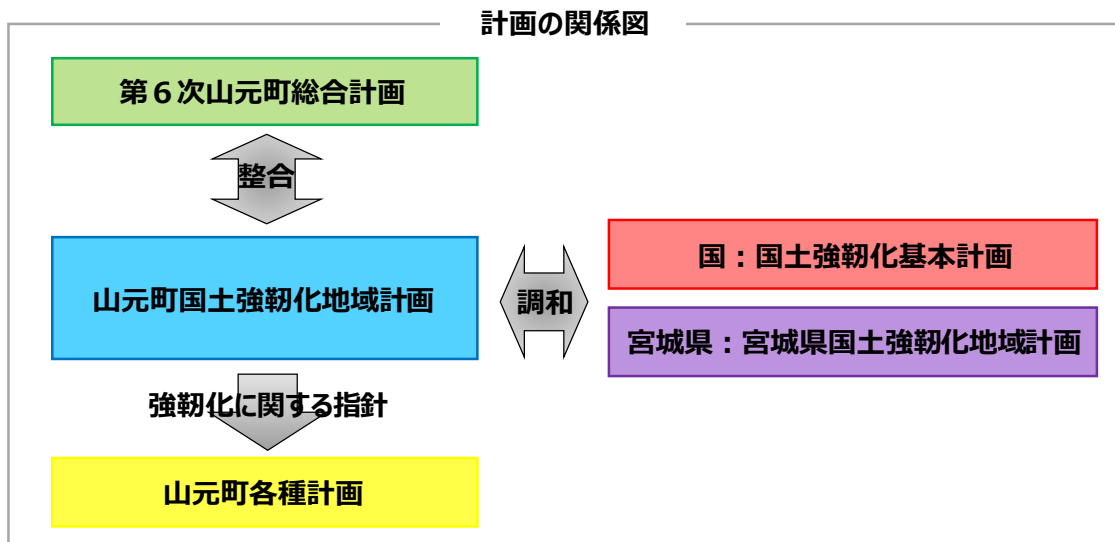 計画の関係図
第６次山元町総合計画
整合
山元町国土強靭化地域計画
調和
国：国土強靭化基本計画
宮城県：宮城県国土強靭化地域計画
強靭化に関する指針
山元町各種計画